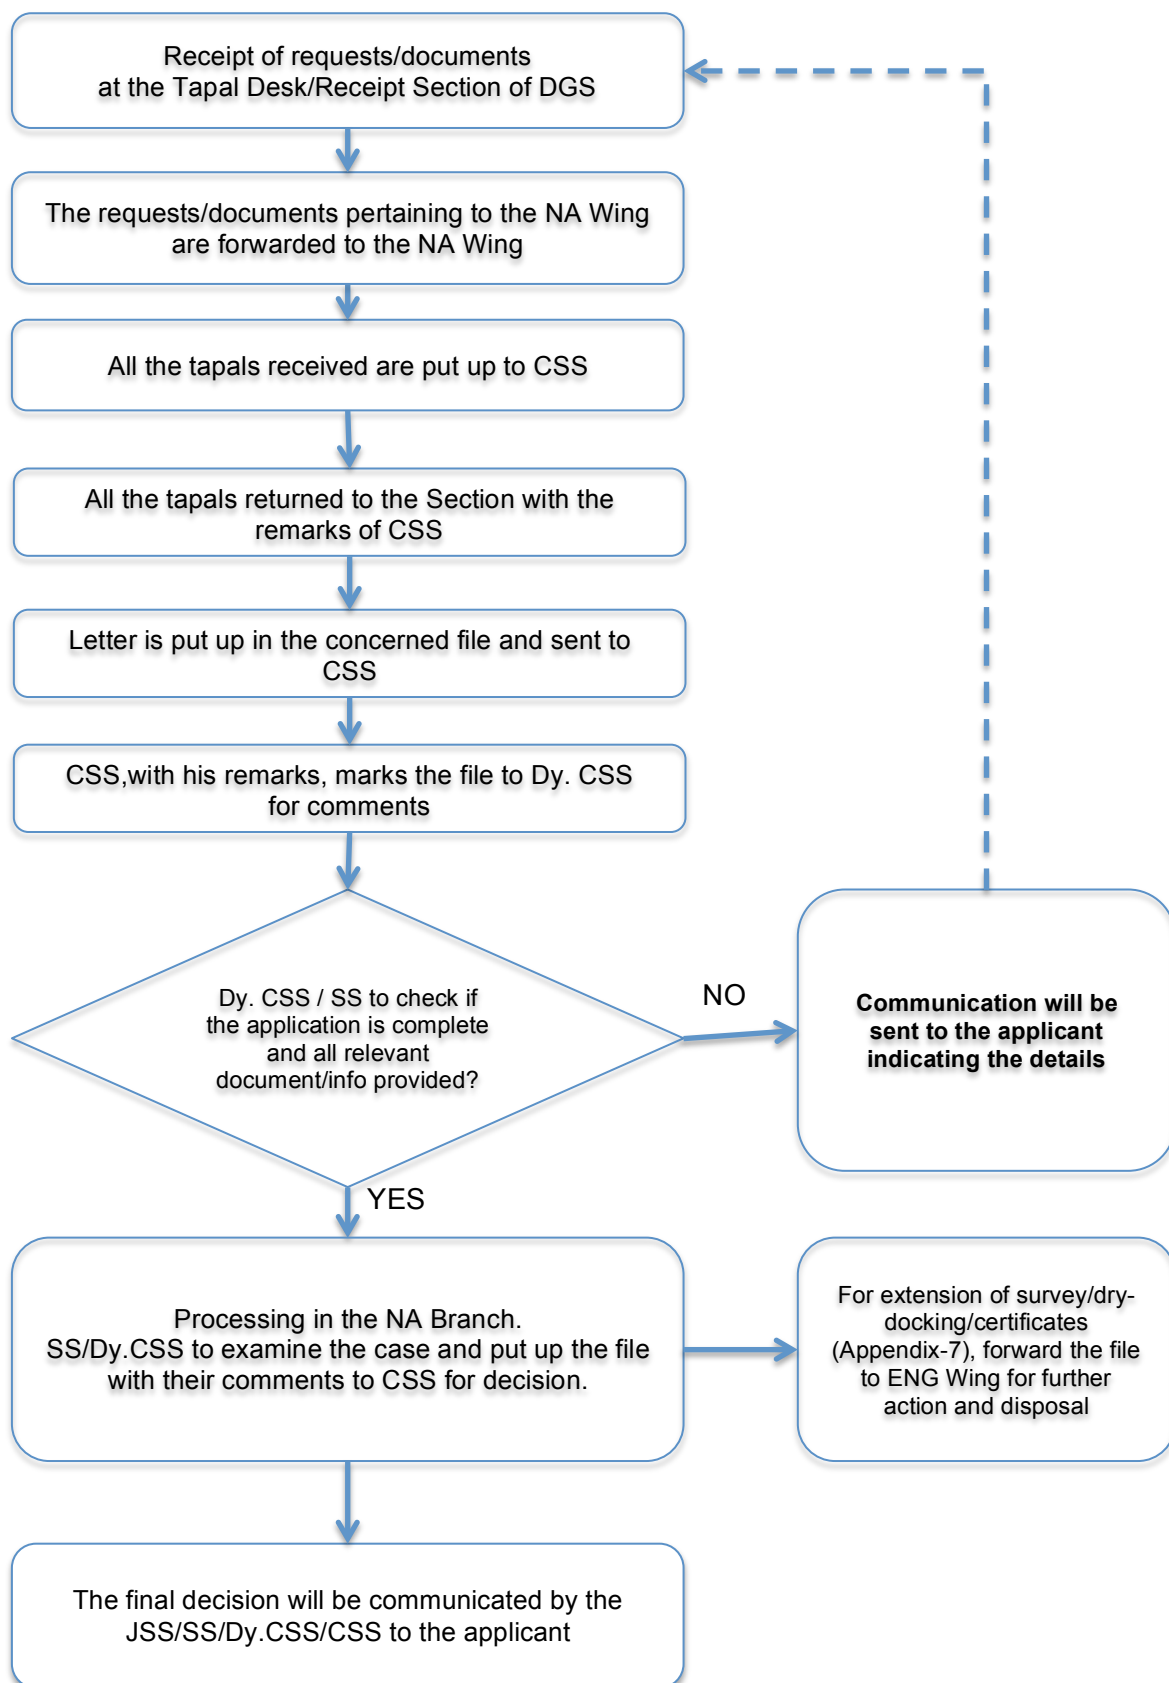 Receipt of requests/documents
at the Tapal Desk/Receipt Section of DGS
The requests/documents pertaining to the NA Wing
are forwarded to the NA Wing
All the tapals received are put up to CSS
All the tapals returned to the Section with the
remarks of CSS
Letter is put up in the concerned file and sent to
CSS
CSS,with his remarks, marks the file to Dy. CSS
for comments
Dy. CSS / SS to check if
the application is complete
and all relevant
document/info provided?
NO
Communication will be
sent to the applicant
indicating the details
YES
Processing in the NA Branch.
SS/Dy.CSS to examine the case and put up the file
with their comments to CSS for decision.
For extension of survey/dry-
docking/certificates
(Appendix-7), forward the file
to ENG Wing for further
action and disposal
The final decision will be communicated by the
JSS/SS/Dy.CSS/CSS to the applicant